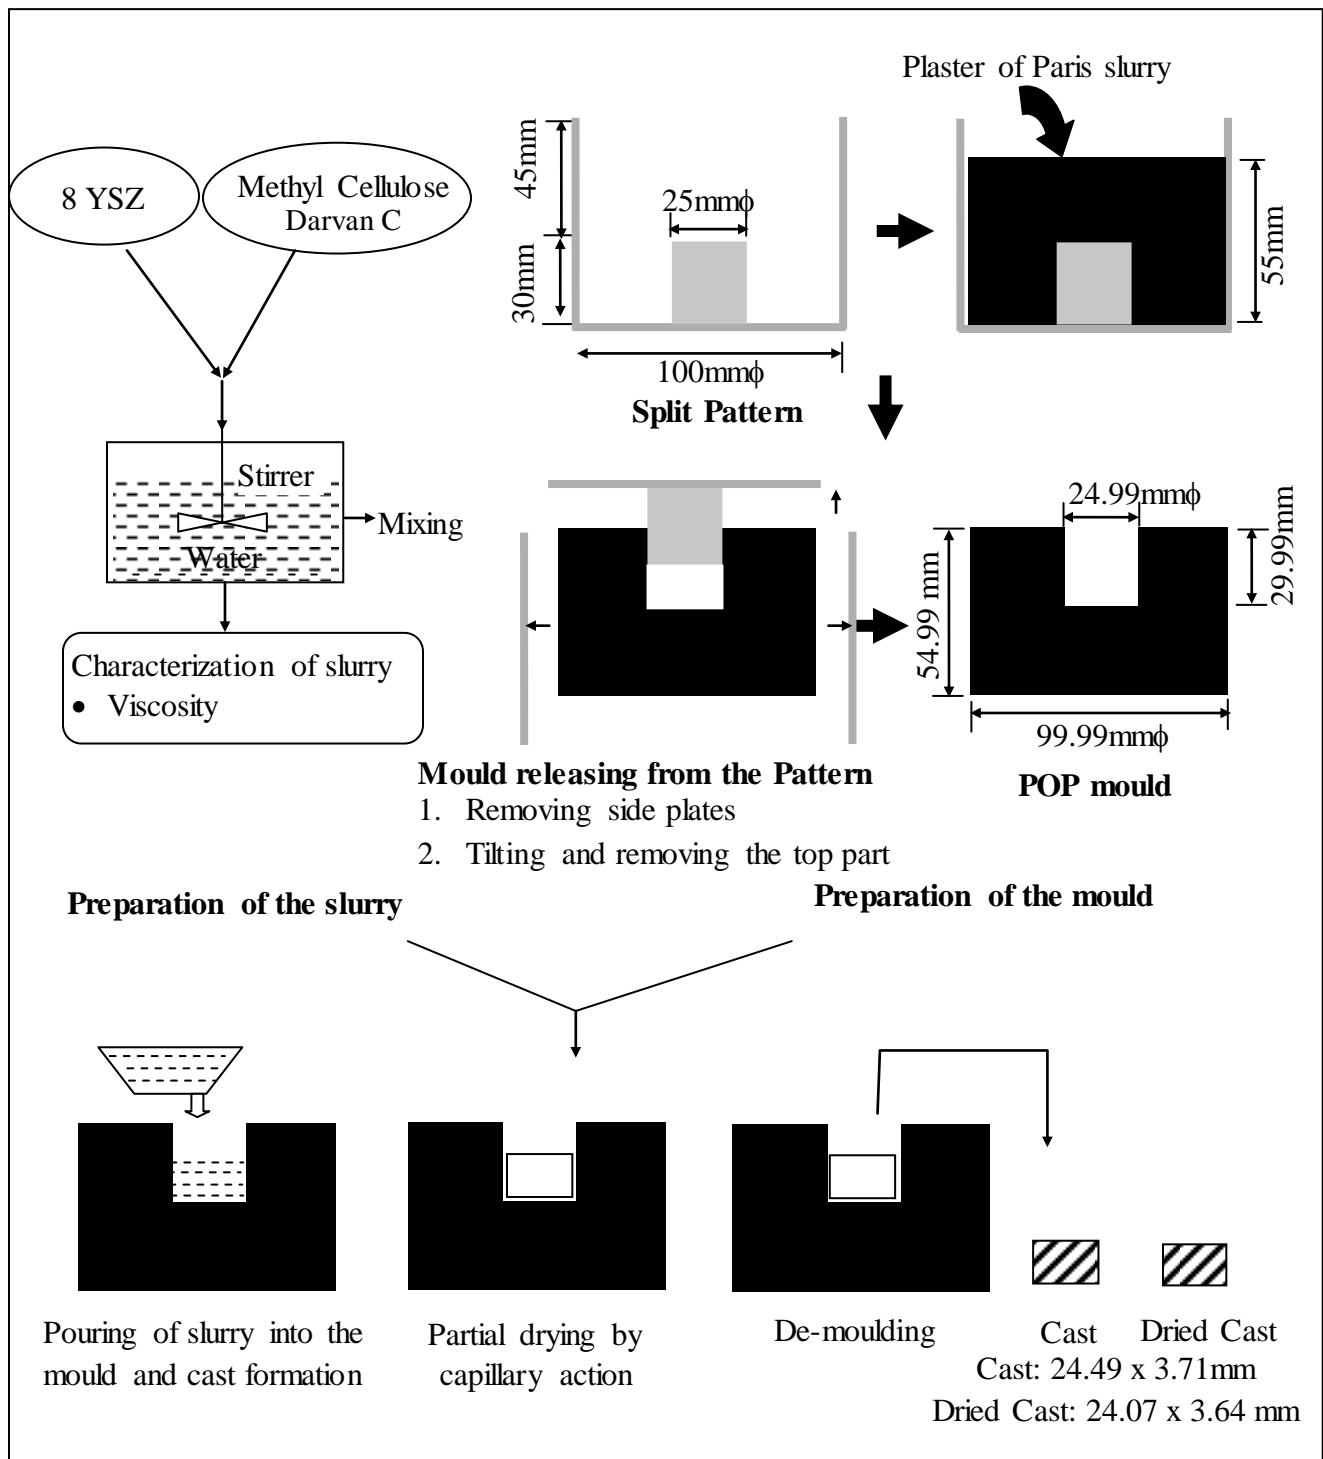 Plaster of Paris slurry
8 YSZ
Methyl Cellulose
Darvan C
45mm
30mm
25mmϕ
100mmϕ
Split Pattern
55mm
Stirrer
Water
Mixing
Characterization of slurry
• Viscosity
24.99mmϕ
29.99mm
54.99 mm
99.99mmϕ
POP mould
Mould releasing from the Pattern
1. Removing side plates
2. Tilting and removing the top part
Preparation of the slurry
Preparation of the mould
Pouring of slurry into the
mould and cast formation
Partial drying by
capillary action
De-moulding
Cast
Dried Cast
Cast: 24.49 x 3.71mm
Dried Cast: 24.07 x 3.64 mm